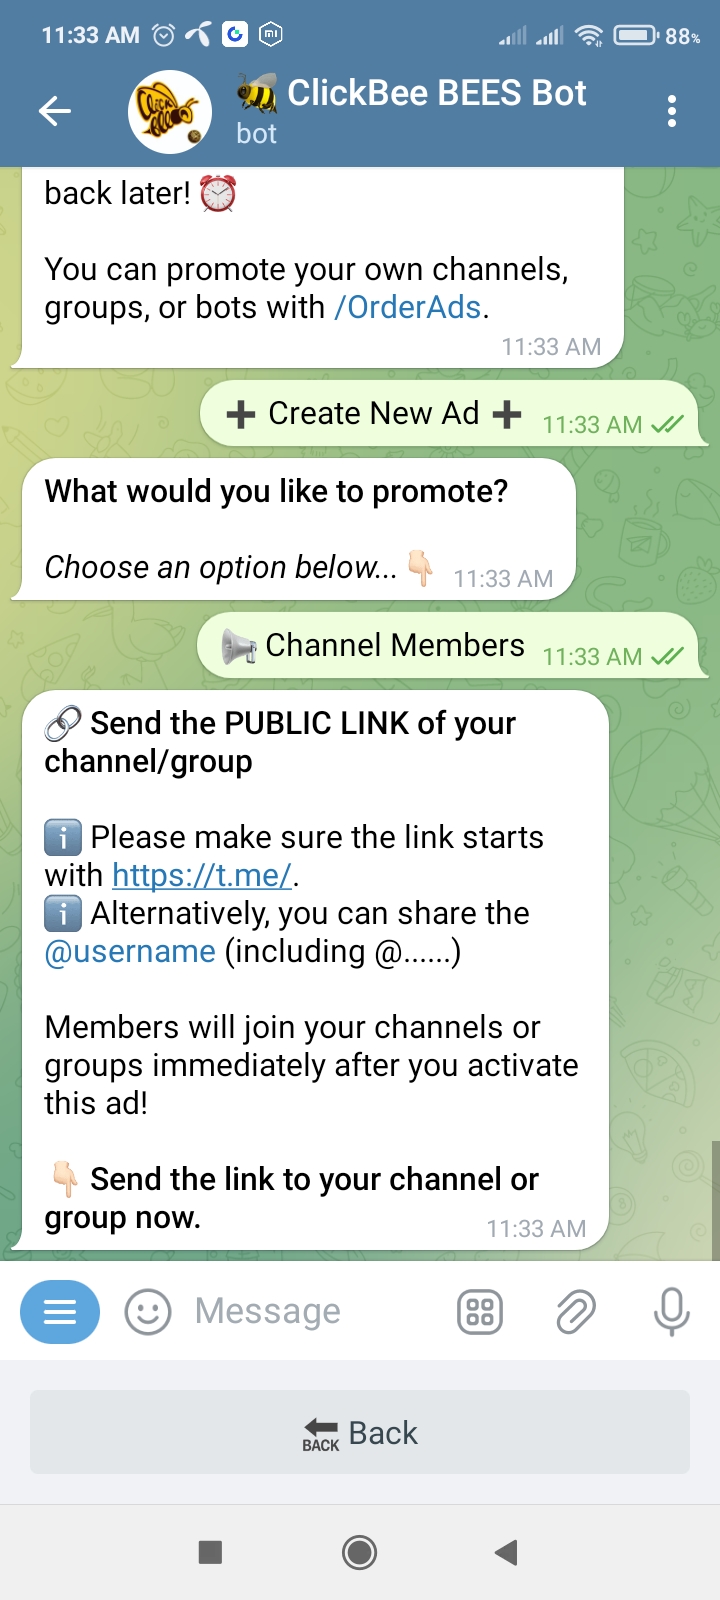 11:33 AM 88%
ClickBee BEES Bot
bot
back later!
You can promote your own channels,
groups, or bots with /OrderAds.
11:33 AM
Create New Ad 11:33 AM
What would you like to promote?
Choose an option below... 11:33 AM
Channel Members 11:33 AM
Send the PUBLIC LINK of your
channel/group
Please make sure the link starts
with https://t.me/.
Alternatively, you can share the
@username (including @......)
Members will join your channels or
groups immediately after you activate
this ad!
Send the link to your channel or
group now. 11:33 AM
Message
BACK Back